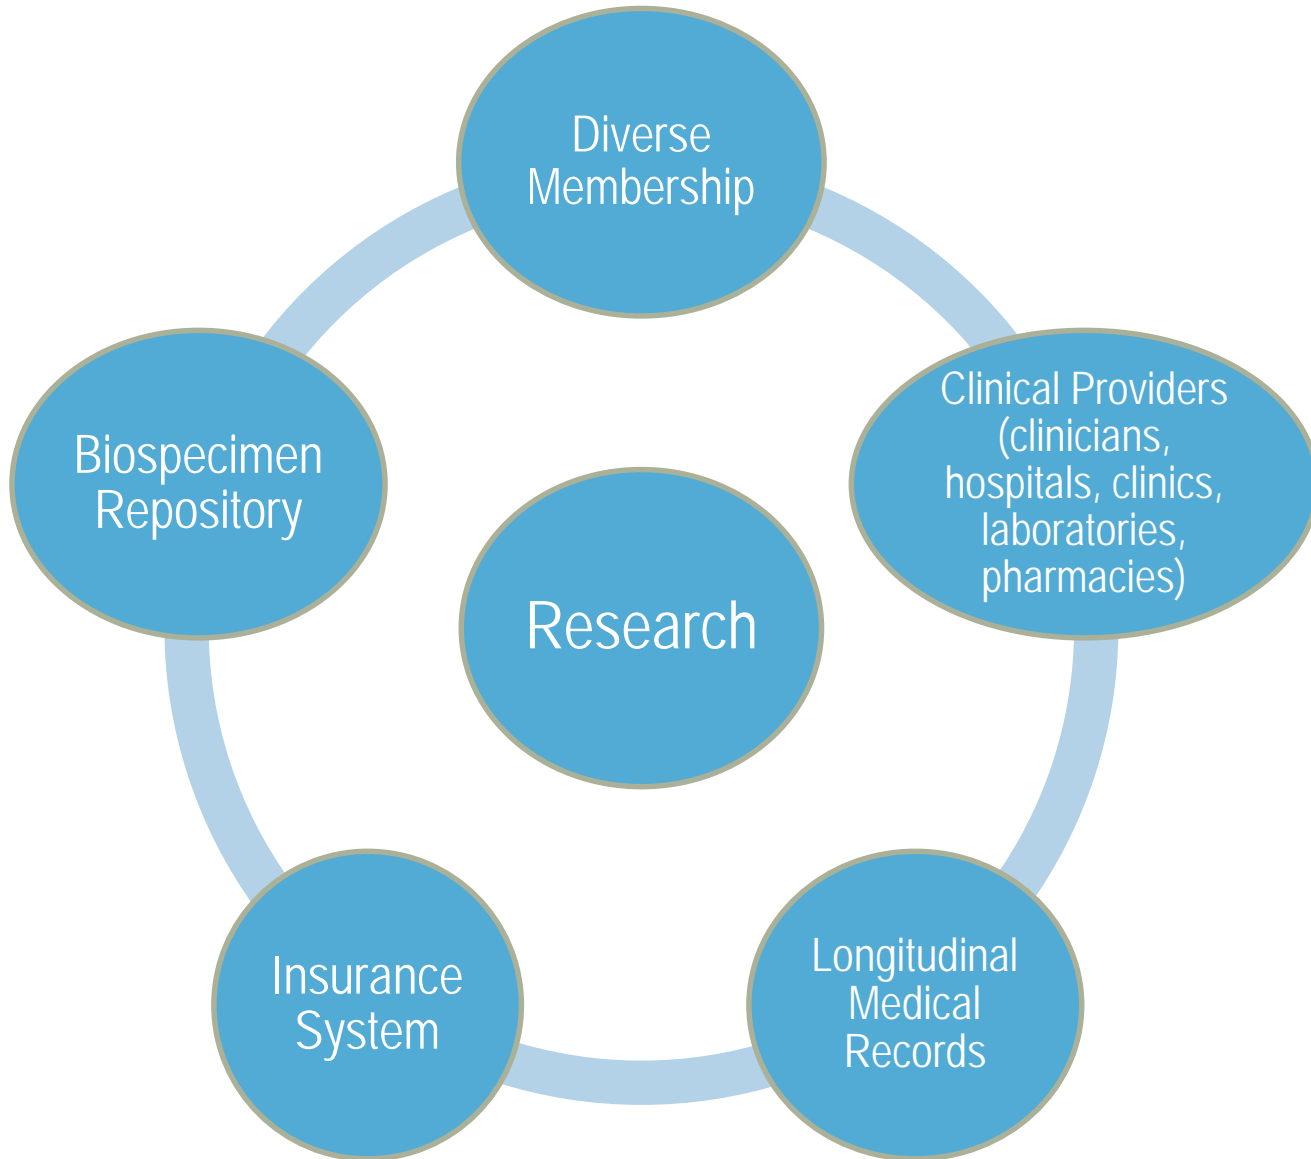 Diverse
Membership
Clinical Providers
(clinicians,
hospitals, clinics,
laboratories,
pharmacies)
Biospecimen
Repository
Research
Longitudinal
Medical
Records
Insurance
System